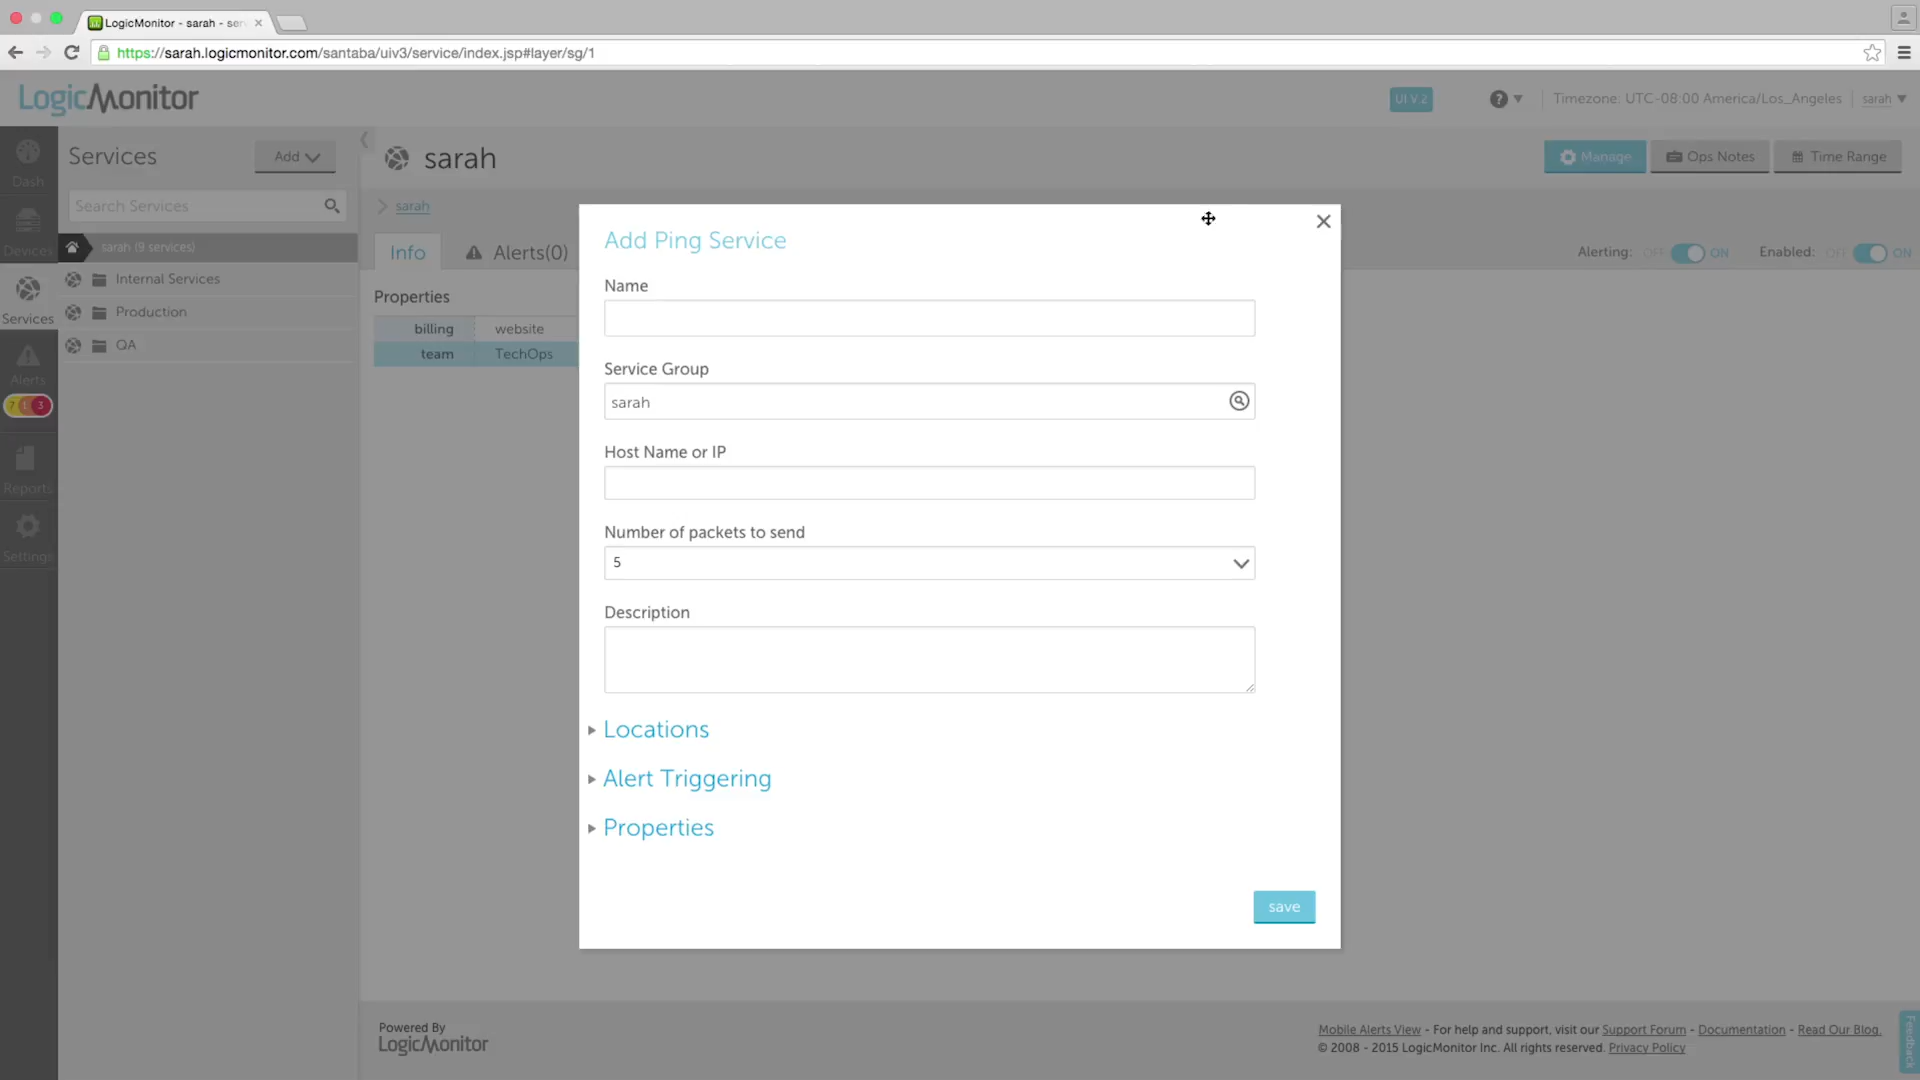 LogicMonitor - sarah - ser
https://sarah.logicmonitor.com/santaba/uiv3/service/index.jsp#layer/sg/1
LogicMonitor
UI V.2
?
Timezone: UTC-08:00 America/Los_Angeles
sarah
Dash
Devices
Services
Alerts
7 1 3
Reports
Settings
Services
Add
Search Services
sarah (9 services)
Internal Services
Production
QA
sarah
Manage
Ops Notes
Time Range
sarah
Info
Alerts(0)
Alerting: OFF ON
Enabled: OFF ON
Properties
billing website
team TechOps
Add Ping Service
Name
Service Group
sarah
Host Name or IP
Number of packets to send
5
Description
Locations
Alert Triggering
Properties
save
Powered By
LogicMonitor
Mobile Alerts View - For help and support, visit our Support Forum - Documentation - Read Our Blog.
© 2008 - 2015 LogicMonitor Inc. All rights reserved. Privacy Policy
Feedback